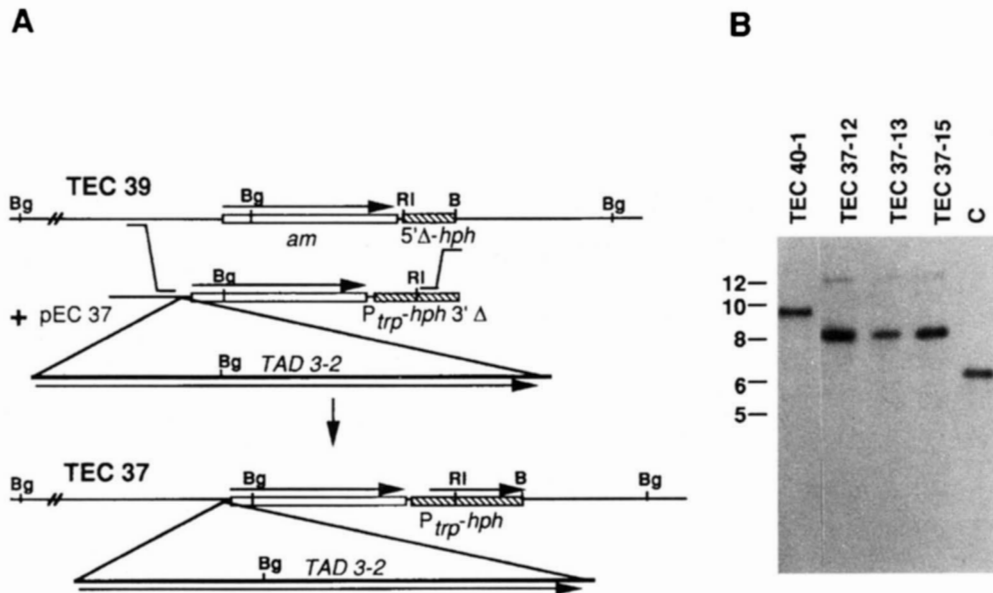 A
TEC 39
Bg
Bg
RI
B
Bg
am
5'Δ-hph
Bg
RI
+ pEC 37
Ptrp-hph 3' Δ
Bg
TAD 3-2
TEC 37
Bg
Bg
RI
B
Bg
Ptrp-hph
Bg
TAD 3-2
B
TEC 40-1
TEC 37-12
TEC 37-13
TEC 37-15
C
12
10
8
6
5